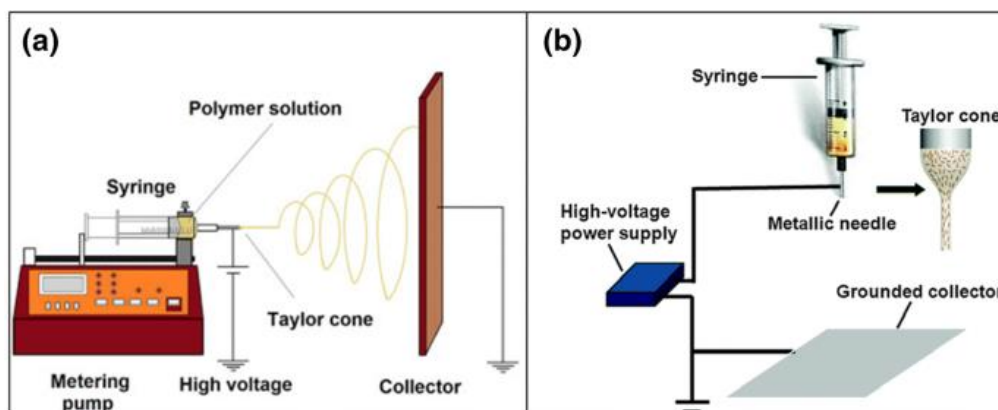 (a)
Polymer solution
Syringe
Taylor cone
Metering
pump
High voltage
Collector
(b)
Syringe
Taylor cone
Metallic needle
High-voltage
power supply
Grounded collector